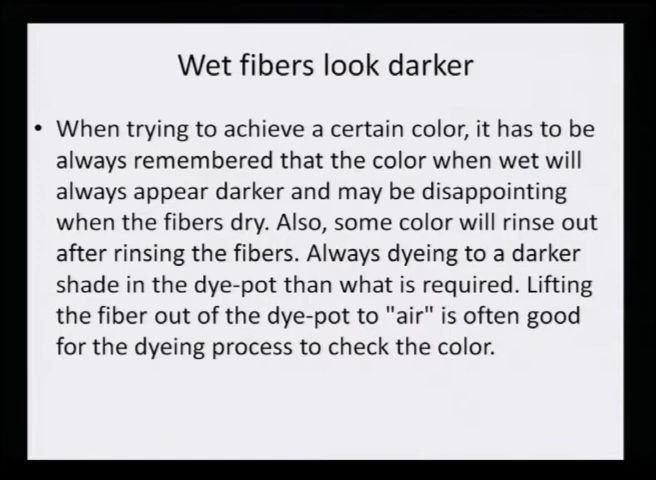 Wet fibers look darker
• When trying to achieve a certain color, it has to be
always remembered that the color when wet will
always appear darker and may be disappointing
when the fibers dry. Also, some color will rinse out
after rinsing the fibers. Always dyeing to a darker
shade in the dye-pot than what is required. Lifting
the fiber out of the dye-pot to "air" is often good
for the dyeing process to check the color.